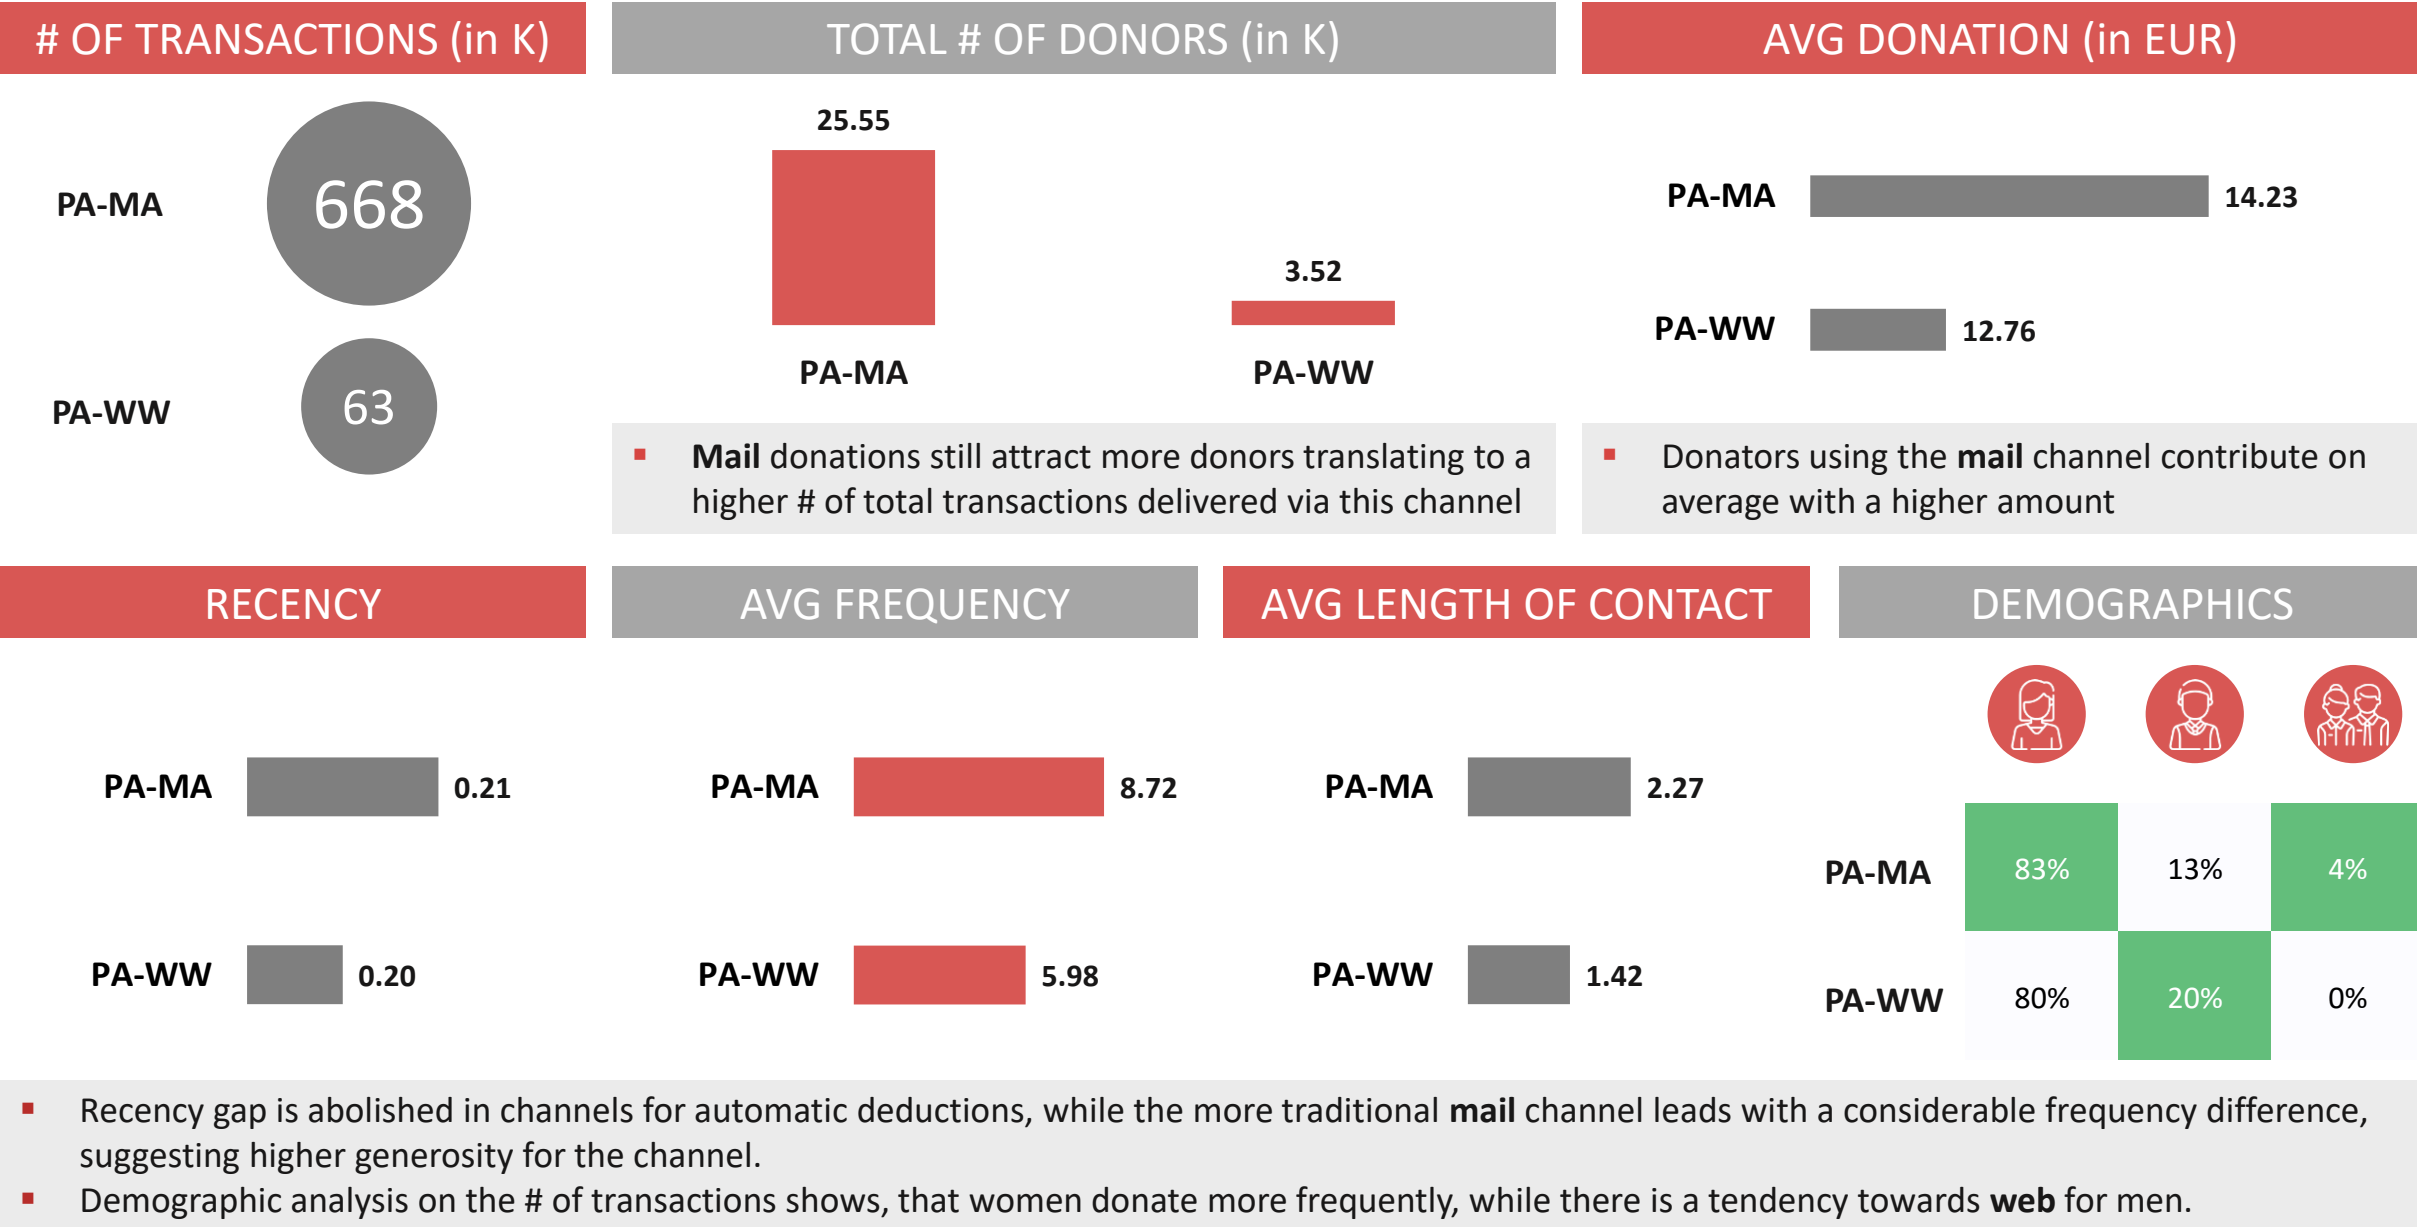 # OF TRANSACTIONS (in K)
PA-MA
668
PA-WW
63
TOTAL # OF DONORS (in K)
25.55
3.52
PA-MA
PA-WW
▪ Mail donations still attract more donors translating to a
higher # of total transactions delivered via this channel
AVG DONATION (in EUR)
PA-MA
14.23
PA-WW
12.76
▪ Donators using the mail channel contribute on
average with a higher amount
RECENCY
PA-MA
0.21
PA-WW
0.20
AVG FREQUENCY
PA-MA
8.72
PA-WW
5.98
AVG LENGTH OF CONTACT
PA-MA
2.27
PA-WW
1.42
DEMOGRAPHICS
PA-MA 83% 13% 4%
PA-WW 80% 20% 0%
▪ Recency gap is abolished in channels for automatic deductions, while the more traditional mail channel leads with a considerable frequency difference,
suggesting higher generosity for the channel.
▪ Demographic analysis on the # of transactions shows, that women donate more frequently, while there is a tendency towards web for men.